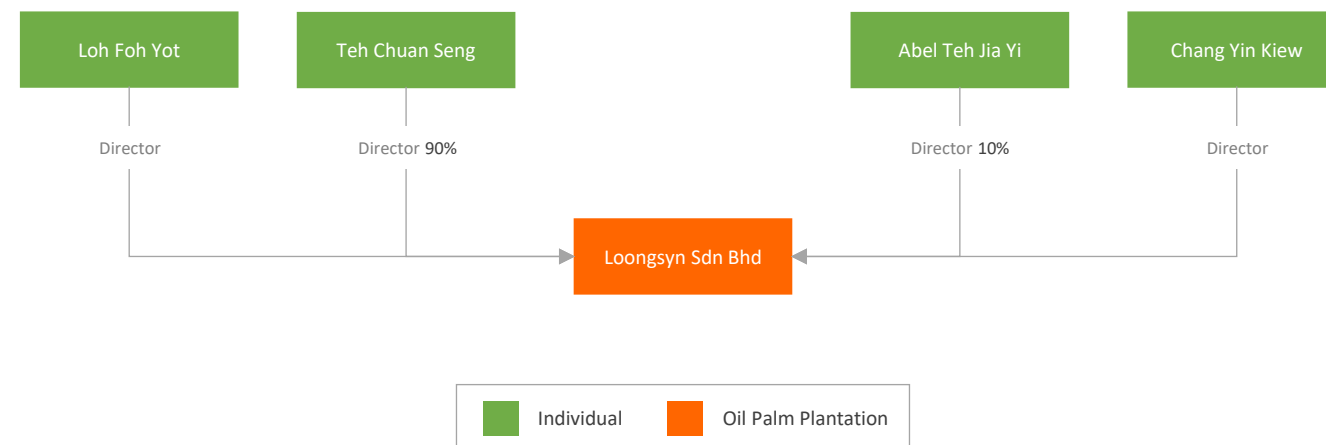 Loh Foh Yot
Teh Chuan Seng
Abel Teh Jia Yi
Chang Yin Kiew
Director
Director 90%
Director 10%
Director
Loongsyn Sdn Bhd
Individual
Oil Palm Plantation